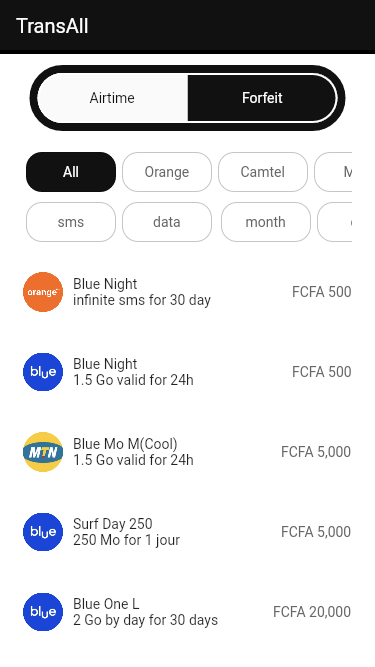 TransAll
Airtime Forfeit
All Orange Camtel M
sms data month
orange Blue Night FCFA 500
infinite sms for 30 day
blue Blue Night FCFA 500
1.5 Go valid for 24h
MTN Blue Mo M(Cool) FCFA 5,000
1.5 Go valid for 24h
blue Surf Day 250 FCFA 5,000
250 Mo for 1 jour
blue Blue One L FCFA 20,000
2 Go by day for 30 days